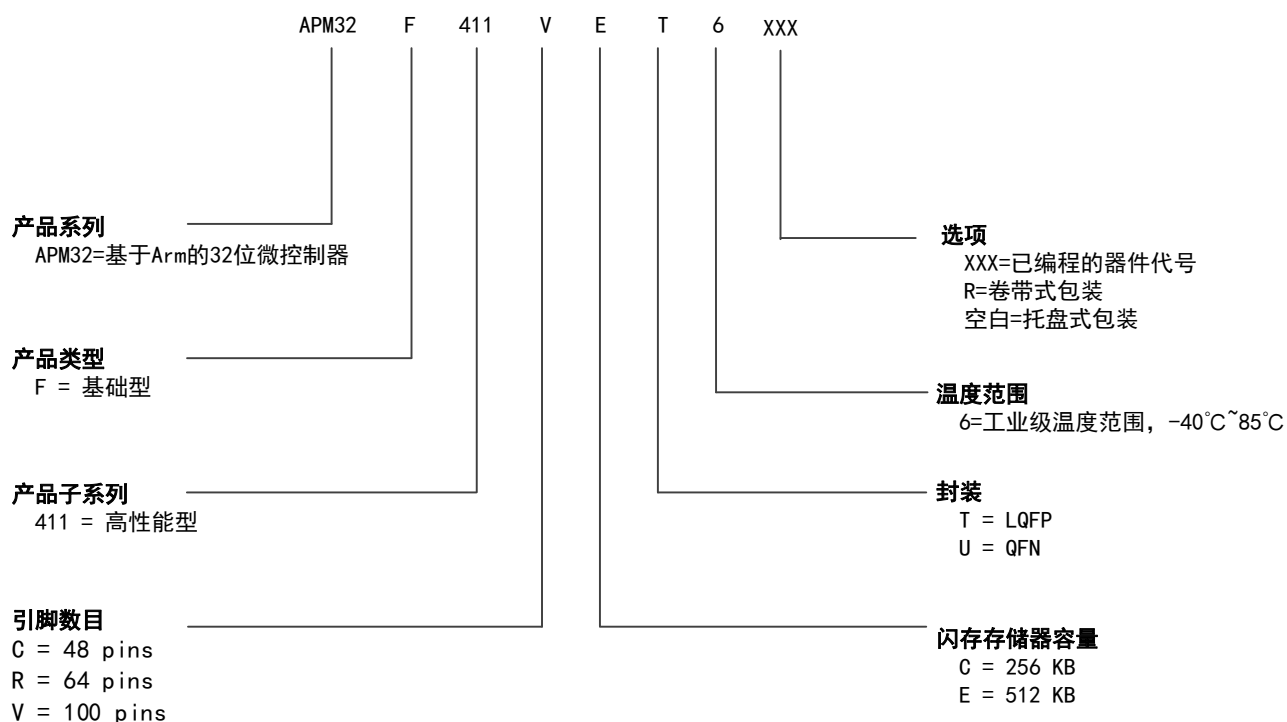 APM32 F 411 V E T 6 XXX
产品系列
APM32=基于Arm的32位微控制器
产品类型
F = 基础型
产品子系列
411 = 高性能型
引脚数目
C = 48 pins
R = 64 pins
V = 100 pins
选项
XXX=已编程的器件代号
R=卷带式包装
空白=托盘式包装
温度范围
6=工业级温度范围，-40℃~85℃
封装
T = LQFP
U = QFN
闪存存储器容量
C = 256 KB
E = 512 KB